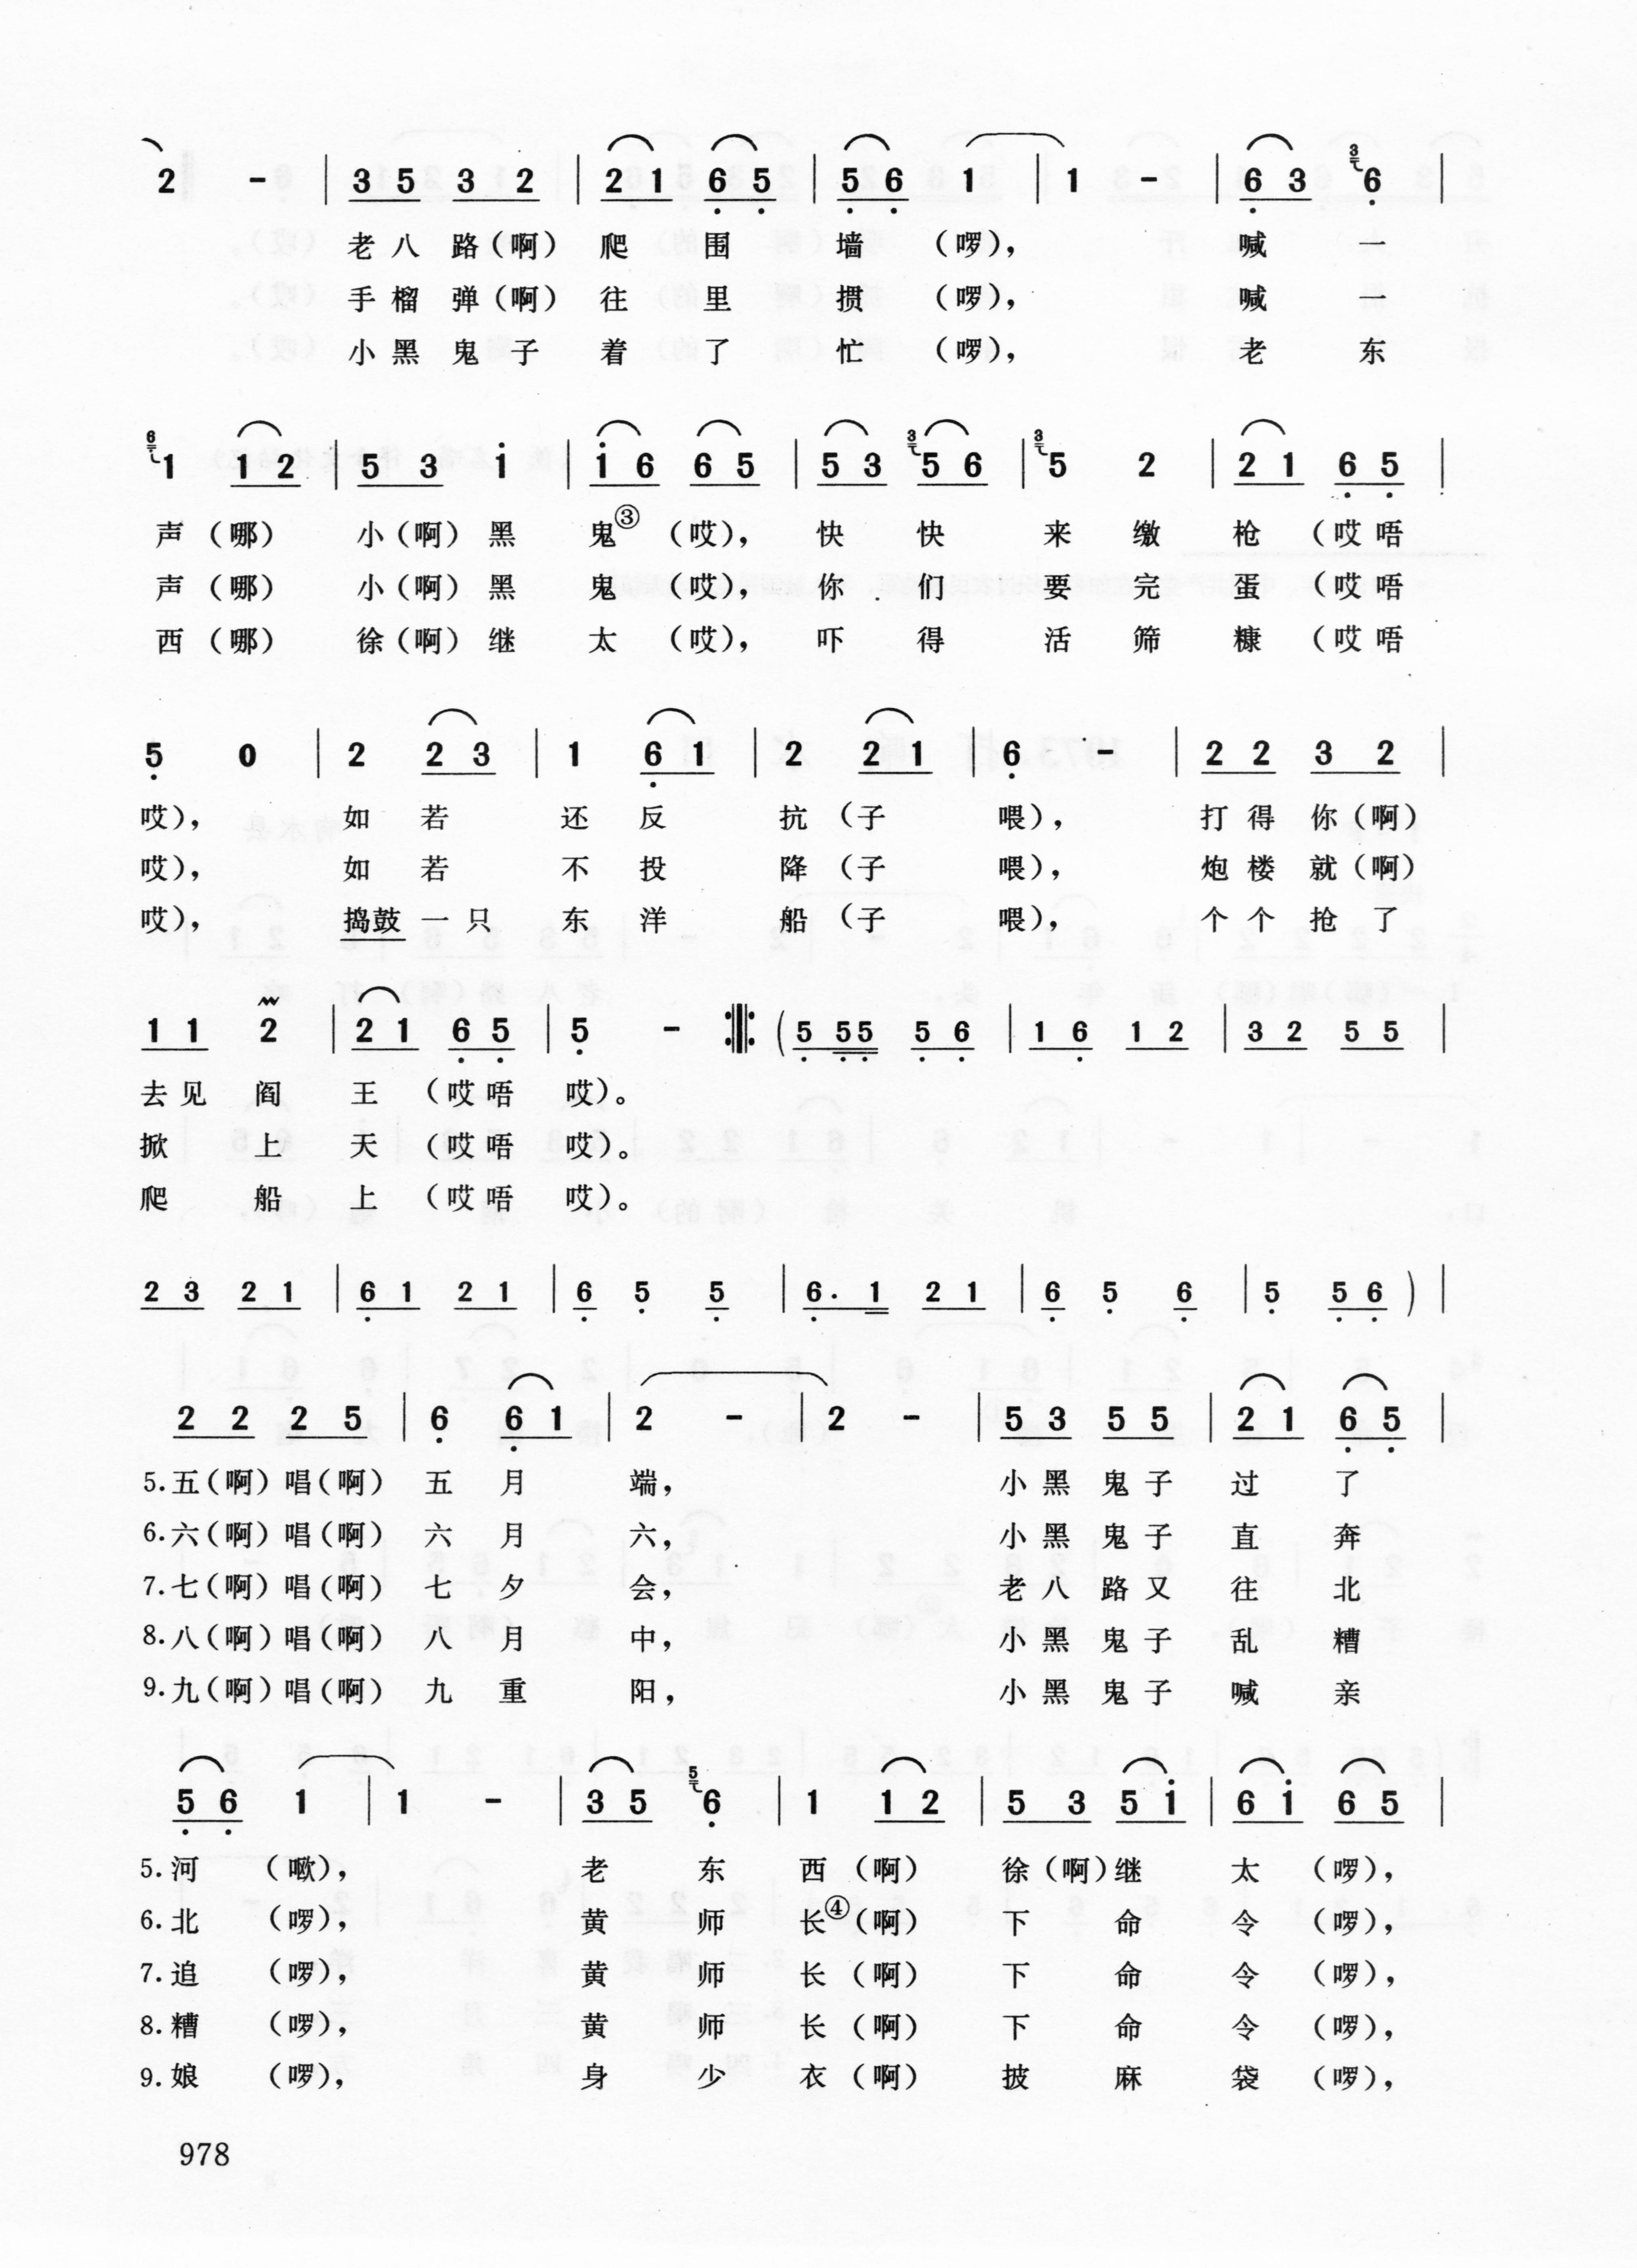 2 - | 3 5 3 2 | 2 1 6 5 | 5 6 1 | 1 - | 6 3 3 6 |
老 八 路(啊) 爬 围 墙 (啰), 喊 一
手 榴 弹(啊) 往 里 掼 (啰), 喊 一
小 黑 鬼 子 着 了 忙 (啰), 老 东
6 1 1 2 | 5 3 i | i 6 6 5 | 5 3 3 5 6 | 3 5 2 | 2 1 6 5 |
声 (哪) 小(啊) 黑 鬼③ (哎), 快 快 来 缴 枪 (哎 唔
声 (哪) 小(啊) 黑 鬼 (哎), 你 们 要 完 蛋 (哎 唔
西 (哪) 徐(啊) 继 太 (哎), 吓 得 活 筛 糠 (哎 唔
5 0 | 2 2 3 | 1 6 1 | 2 2 1 | 6 - | 2 2 3 2 |
哎), 如 若 还 反 抗 (子 喂), 打 得 你(啊)
哎), 如 若 不 投 降 (子 喂), 炮 楼 就(啊)
哎), 捣鼓 一 只 东 洋 船 (子 喂), 个 个 抢 了
1 1 2 | 2 1 6 5 | 5 - :‖: (5 55 5 6 | 1 6 1 2 | 3 2 5 5 |
去 见 阎 王 (哎 唔 哎)。
掀 上 天 (哎 唔 哎)。
爬 船 上 (哎 唔 哎)。
2 3 2 1 | 6 1 2 1 | 6 5 5 | 6. 1 2 1 | 6 5 6 | 5 5 6 ) |
2 2 2 5 | 6 6 1 | 2 - | 2 - | 5 3 5 5 | 2 1 6 5 |
5.五(啊)唱(啊) 五 月 端, 小 黑 鬼 子 过 了
6.六(啊)唱(啊) 六 月 六, 小 黑 鬼 子 直 奔
7.七(啊)唱(啊) 七 夕 会, 老 八 路 又 往 北
8.八(啊)唱(啊) 八 月 中, 小 黑 鬼 子 乱 糟
9.九(啊)唱(啊) 九 重 阳, 小 黑 鬼 子 喊 亲
5 6 1 | 1 - | 3 5 5 6 | 1 1 2 | 5 3 5 i | 6 i 6 5 |
5.河 (嗽), 老 东 西 (啊) 徐(啊)继 太 (啰),
6.北 (啰), 黄 师 长④(啊) 下 命 令 (啰),
7.追 (啰), 黄 师 长 (啊) 下 命 令 (啰),
8.糟 (啰), 黄 师 长 (啊) 下 命 令 (啰),
9.娘 (啰), 身 少 衣 (啊) 披 麻 袋 (啰),
978